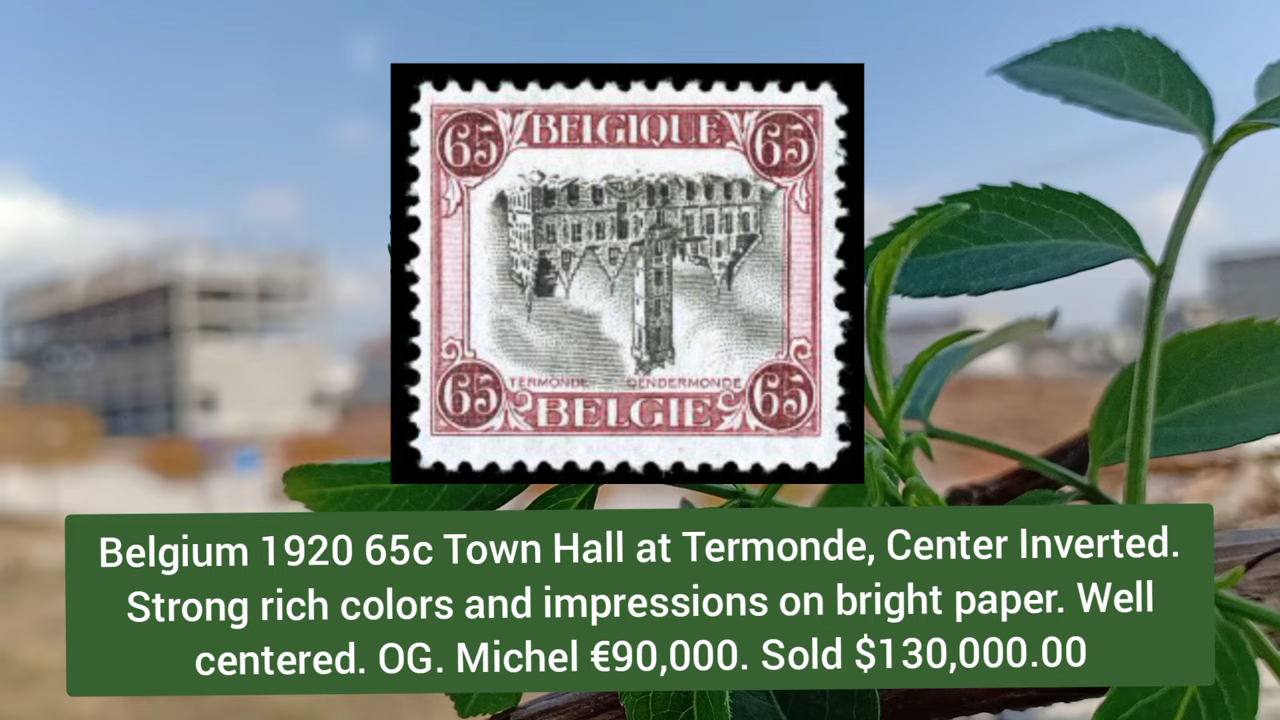 65 BELGIQUE 65
TERMONDE DENDERMONDE
65 BELGIE 65
Belgium 1920 65c Town Hall at Termonde, Center Inverted.
Strong rich colors and impressions on bright paper. Well
centered. OG. Michel €90,000. Sold $130,000.00